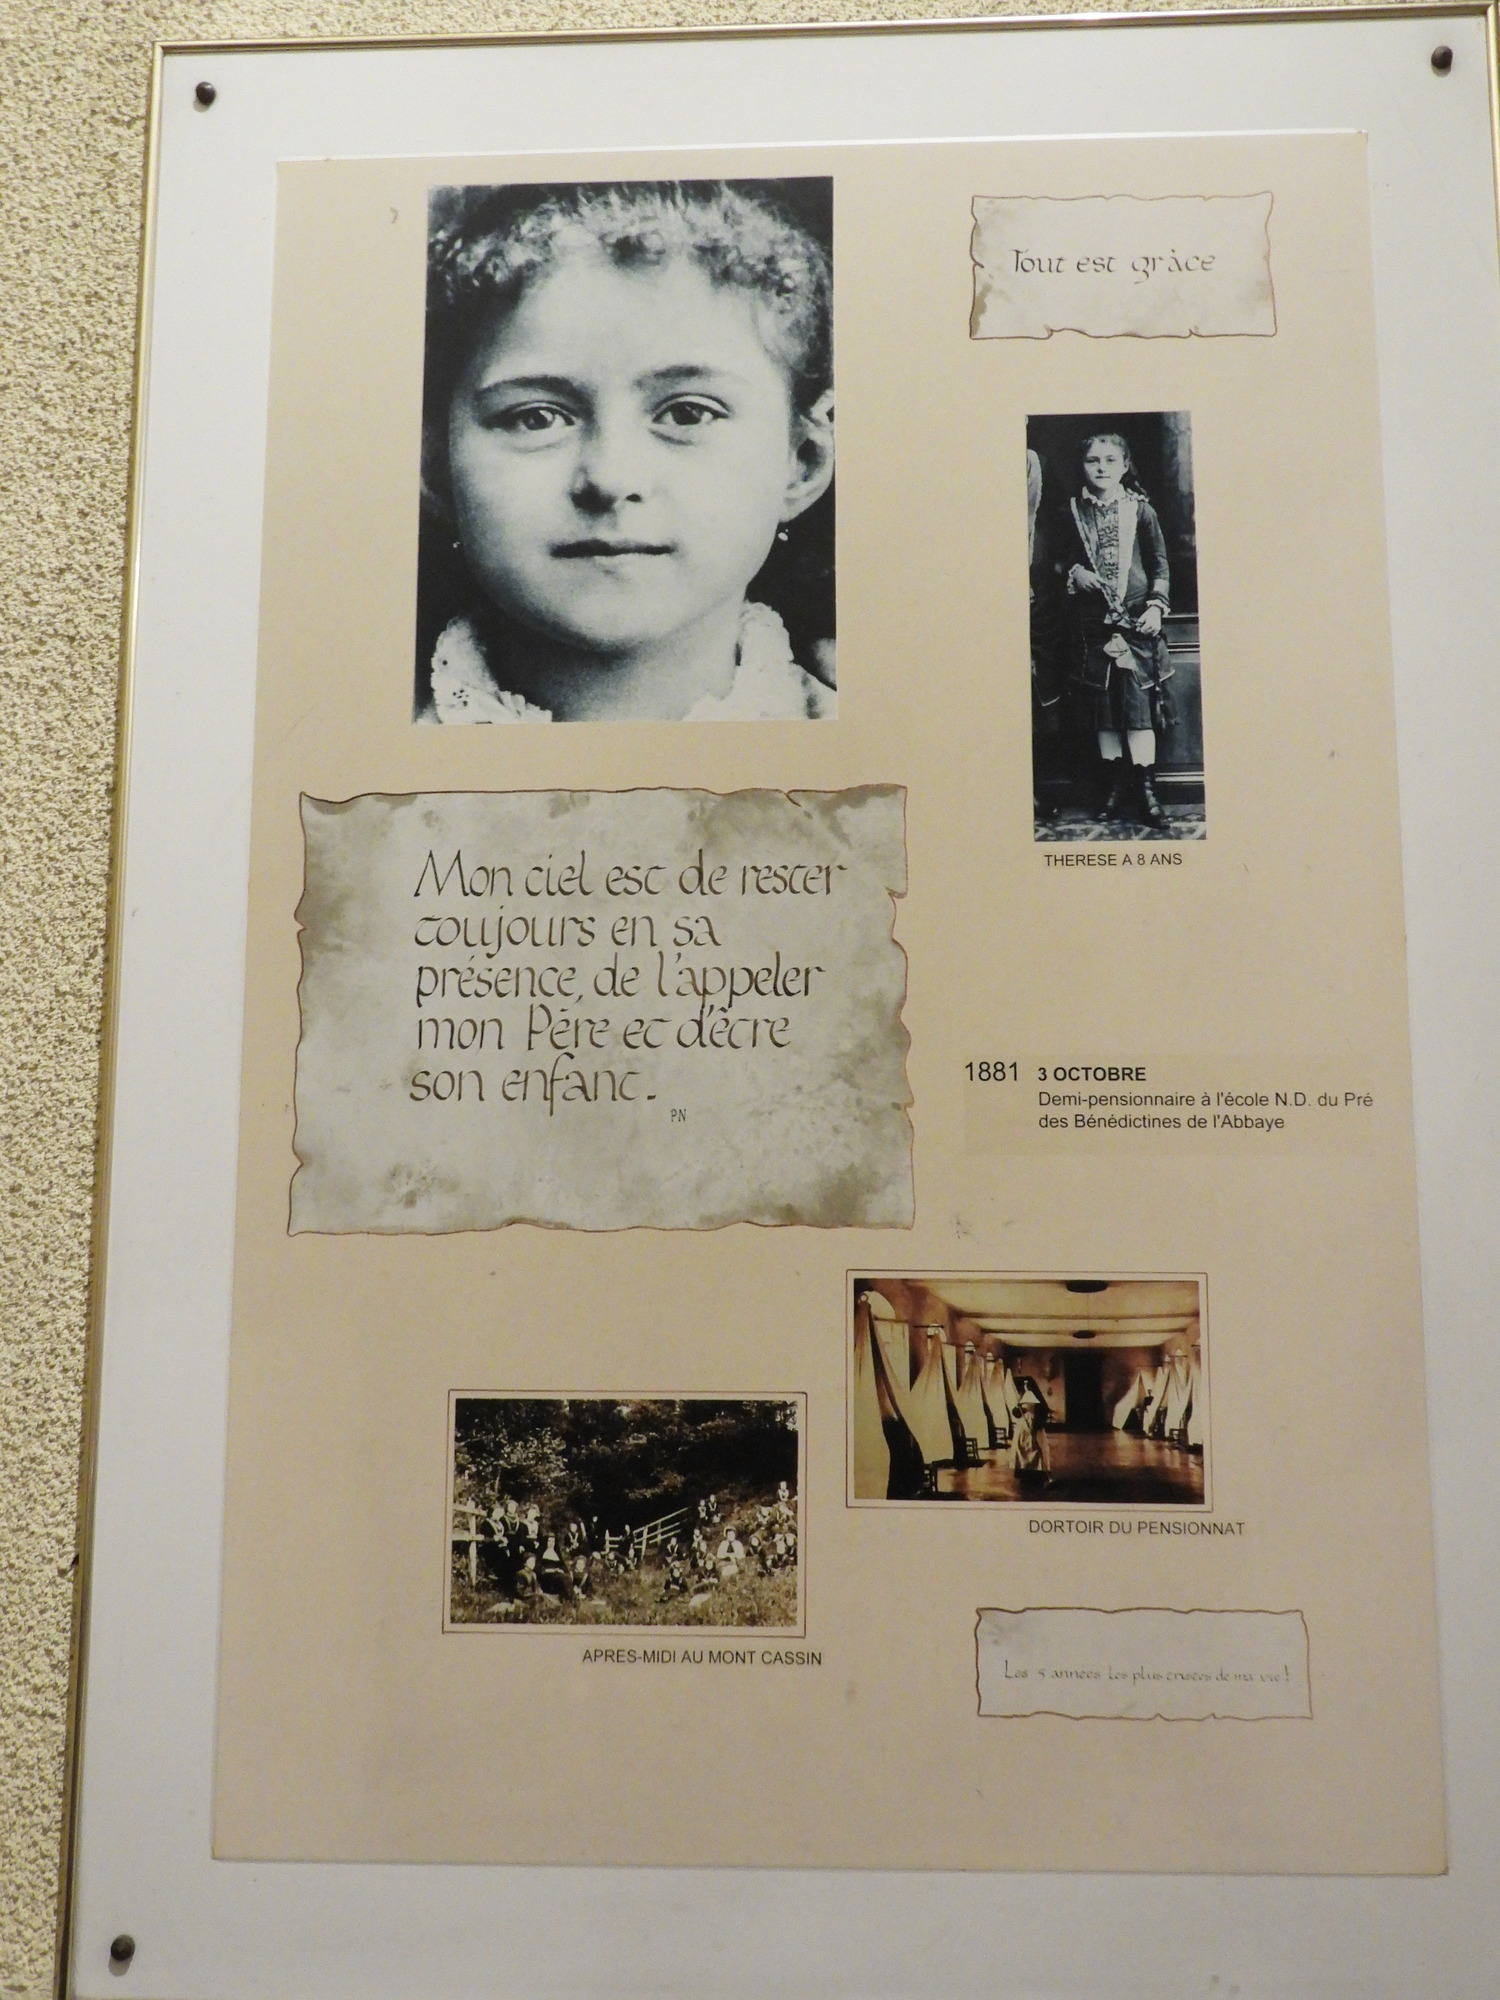 Tout est grâce
THERESE A 8 ANS
Mon ciel est de rester
toujours en sa
présence, de l'appeler
mon Père et d'être
son enfant.
PN
1881 3 OCTOBRE
Demi-pensionnaire à l'école N.D. du Pré
des Bénédictines de l'Abbaye
DORTOIR DU PENSIONNAT
APRES-MIDI AU MONT CASSIN
Les 5 années les plus tristes de ma vie!